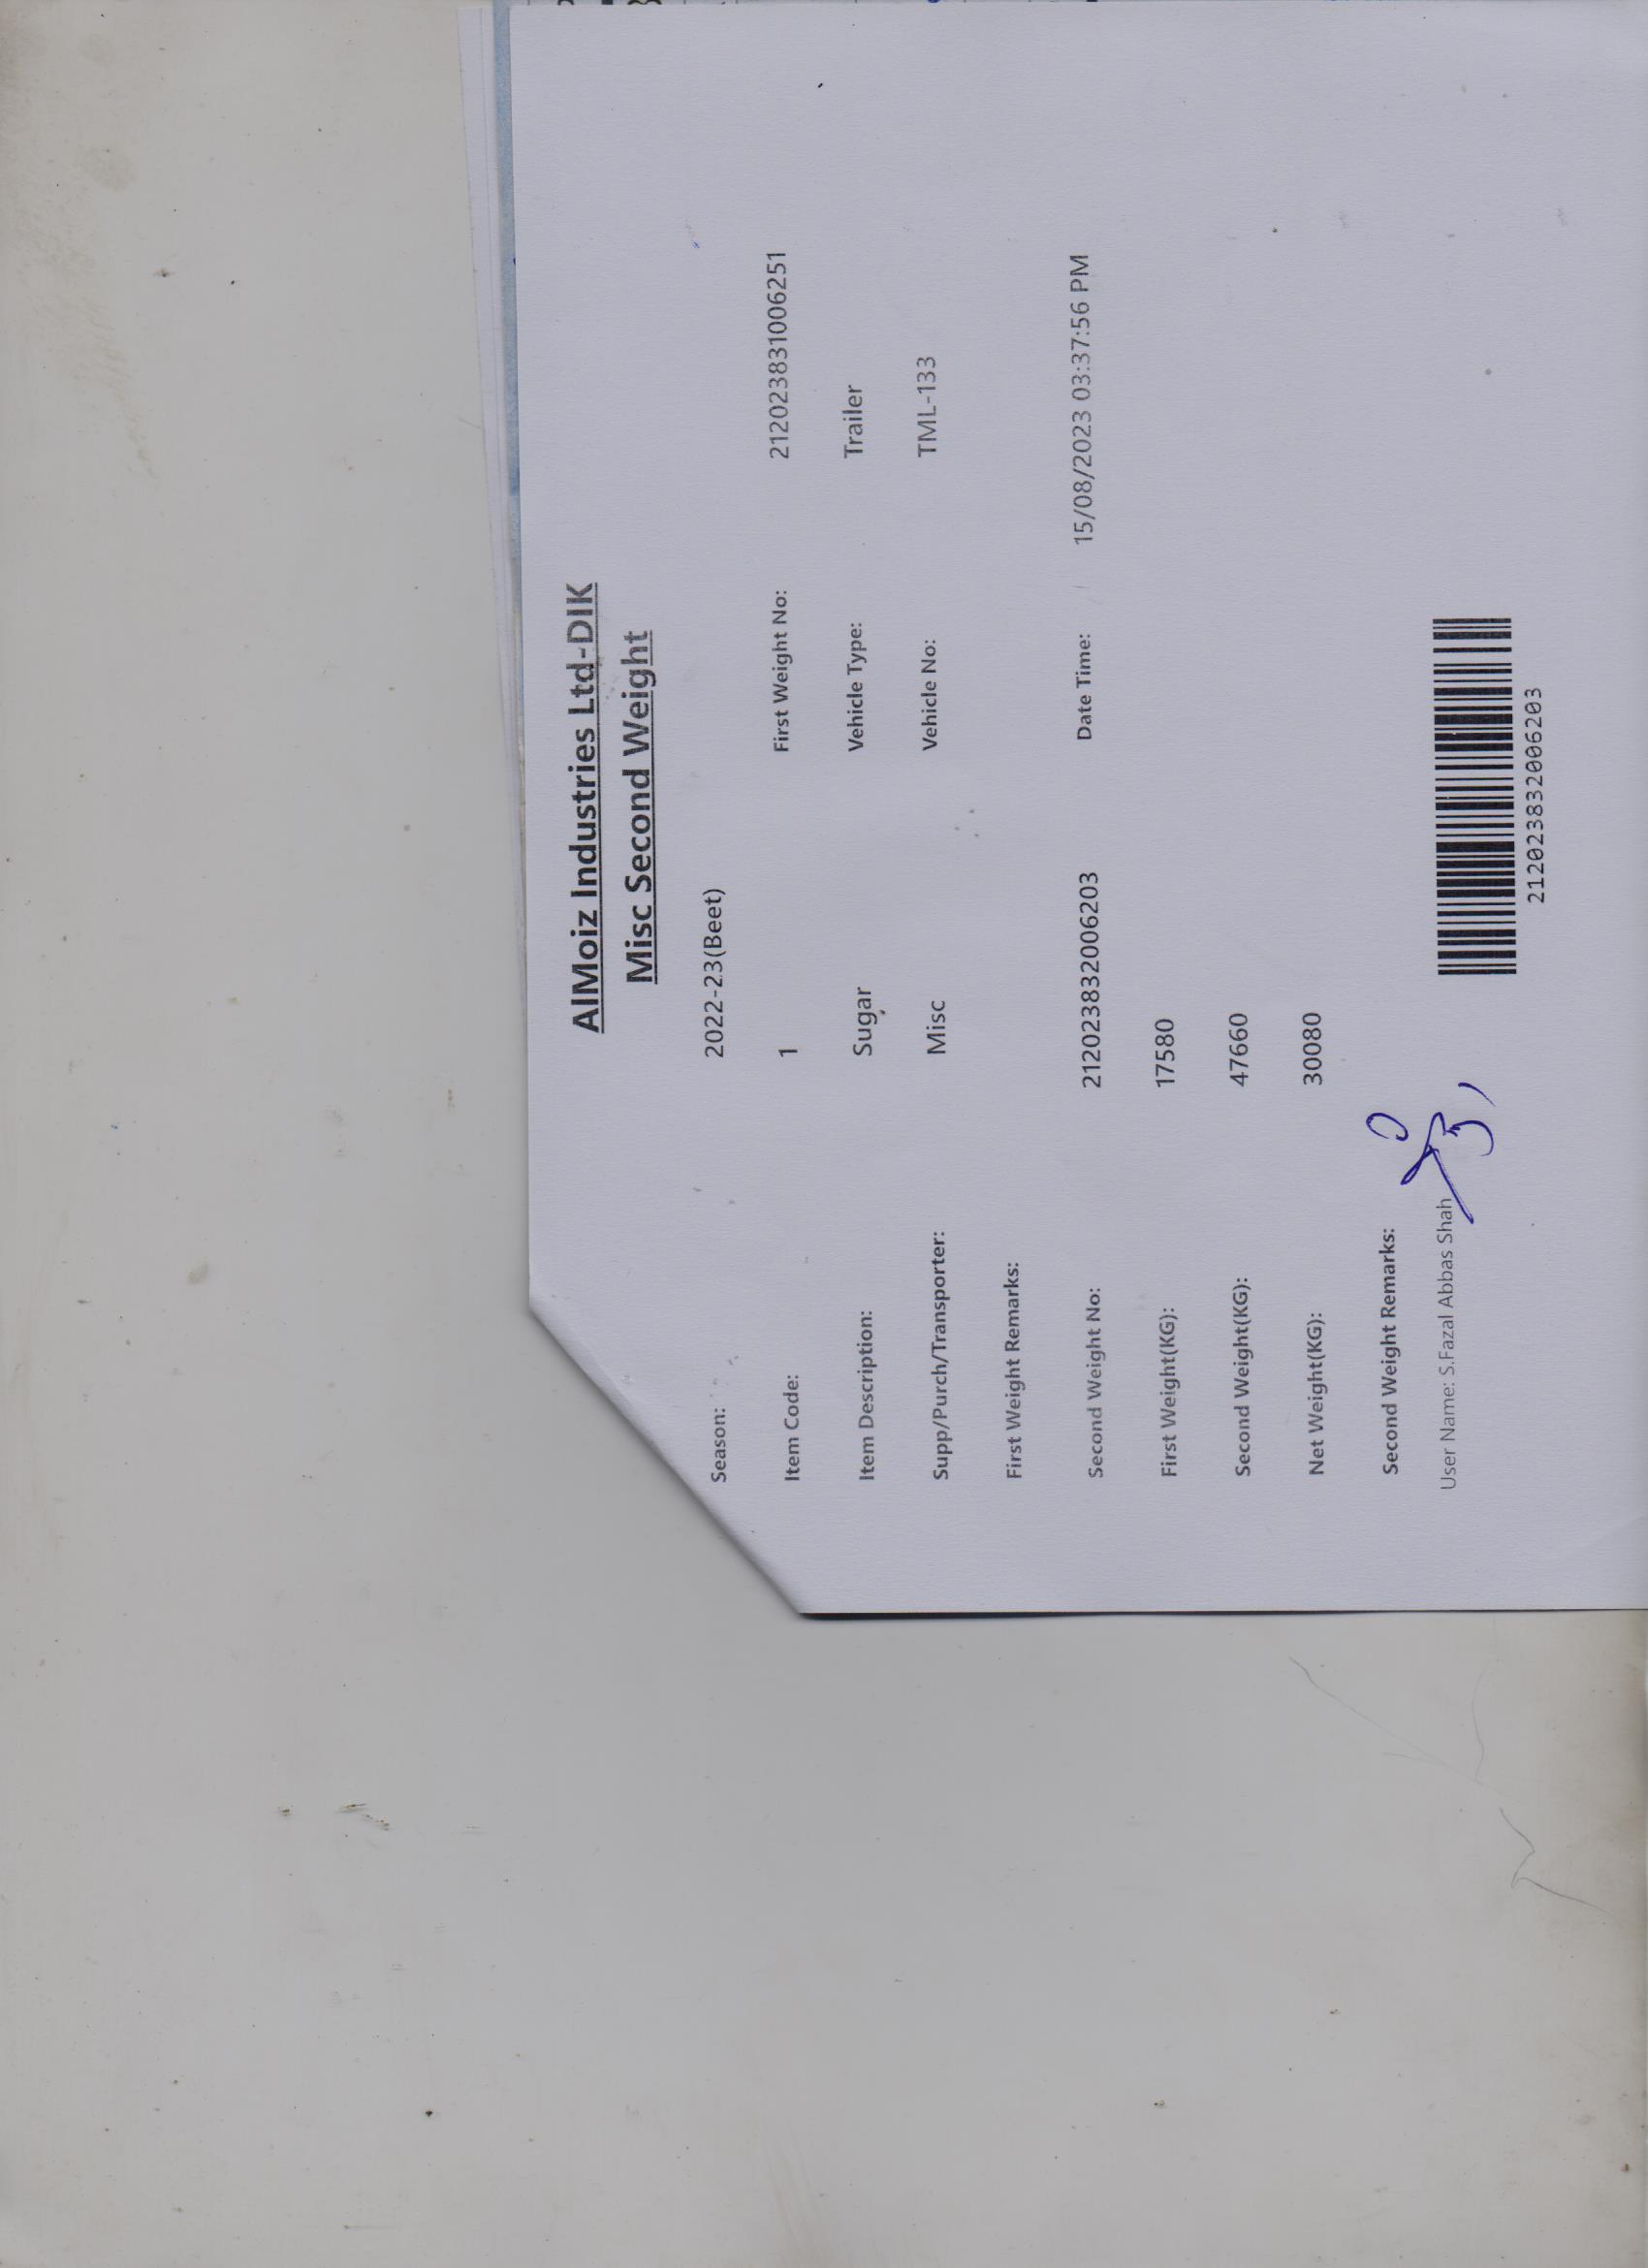 AlMoiz Industries Ltd-DIK
Misc Second Weight
Season: 2022-23(Beet)
Item Code: 1 First Weight No: 2120238310062​51
Item Description: Sugar Vehicle Type: Trailer
Supp/Purch/Transporter: Misc Vehicle No: TML-133
First Weight Remarks:
Second Weight No: 212023832006203 Date Time: 15/08/2023 03:37:56 PM
First Weight(KG): 17580
Second Weight(KG): 47660
Net Weight(KG): 30080
Second Weight Remarks:
User Name: S.Fazal Abbas Shah
212023832006203